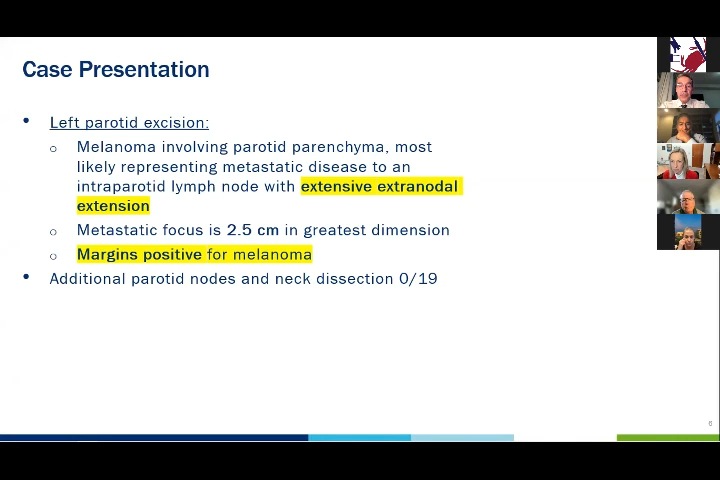 Case Presentation
• Left parotid excision:
o Melanoma involving parotid parenchyma, most
likely representing metastatic disease to an
intraparotid lymph node with extensive extranodal
extension
o Metastatic focus is 2.5 cm in greatest dimension
o Margins positive for melanoma
• Additional parotid nodes and neck dissection 0/19